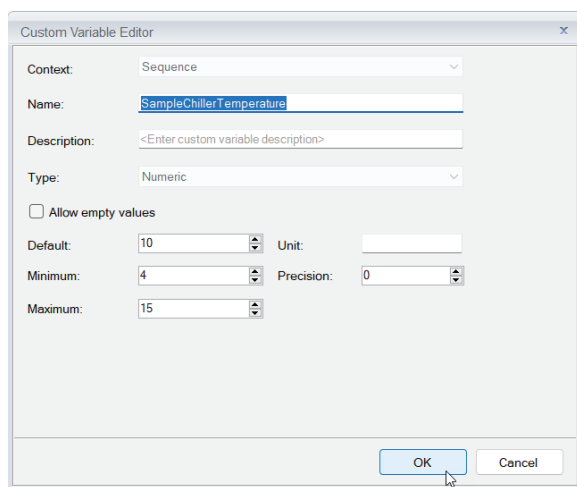 Custom Variable Editor x
Context: Sequence
Name: SampleChillerTemperature
Description: <Enter custom variable description>
Type: Numeric
Allow empty values
Default: 10 Unit:
Minimum: 4 Precision: 0
Maximum: 15
OK Cancel